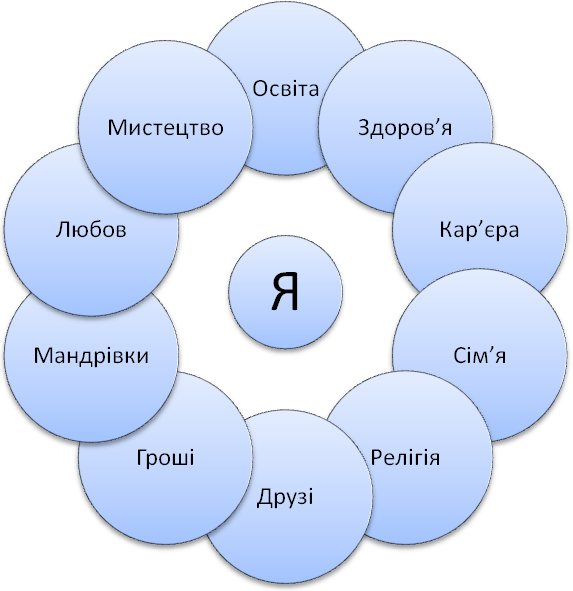 Освіта
Здоров’я
Кар’єра
Сім’я
Релігія
Друзі
Гроші
Мандрівки
Любов
Мистецтво
Я